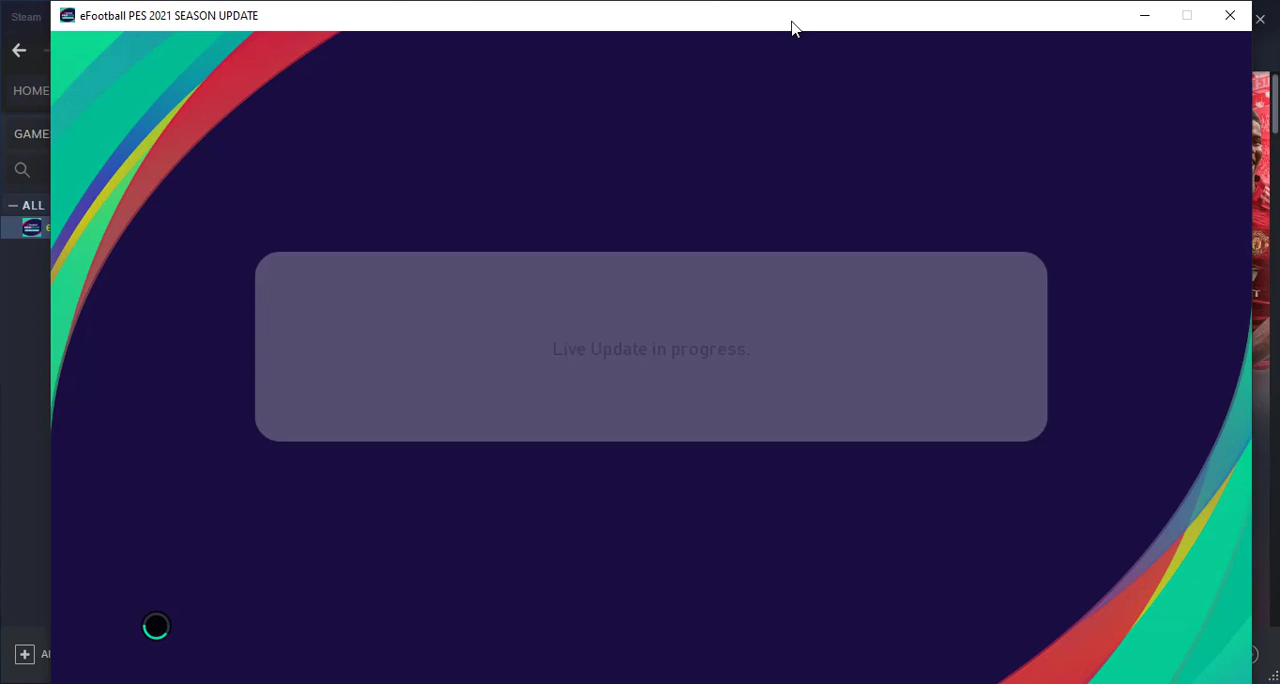 Steam
eFootball PES 2021 SEASON UPDATE
HOME
GAME
ALL
Live Update in progress.